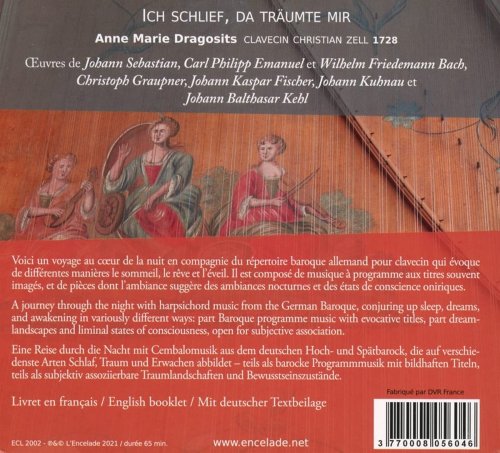 ICH SCHLIEF, DA TRÄUMTE MIR
Anne Marie Dragosits CLAVECIN CHRISTIAN ZELL 1728
Œuvres de Johann Sebastian, Carl Philipp Emanuel et Wilhelm Friedemann Bach,
Christoph Graupner, Johann Kaspar Fischer, Johann Kuhnau et
Johann Balthasar Kehl
Voici un voyage au cœur de la nuit en compagnie du répertoire baroque allemand pour clavecin qui évoque
de différentes manières le sommeil, le rêve et l'éveil. Il est composé de musique à programme aux titres souvent
imagés, et de pièces dont l'ambiance suggère des ambiances nocturnes et des états de conscience oniriques.
A journey through the night with harpsichord music from the German Baroque, conjuring up sleep, dreams,
and awakening in variously different ways: part Baroque programme music with evocative titles, part dream-
landscapes and liminal states of consciousness, open for subjective association.
Eine Reise durch die Nacht mit Cembalomusik aus dem deutschen Hoch- und Spätbarock, die auf verschie-
denste Arten Schlaf, Traum und Erwachen abbildet – teils als barocke Programmmusik mit bildhaften Titeln,
teils als subjektiv assoziierbare Traumlandschaften und Bewusstseinszustände.
Fabriqué par DVR France
Livret en français / English booklet / Mit deutscher Textbeilage
ECL 2002 - ℗&© L'Encelade 2021 / durée 65 min.
www.encelade.net
3 770008 056046